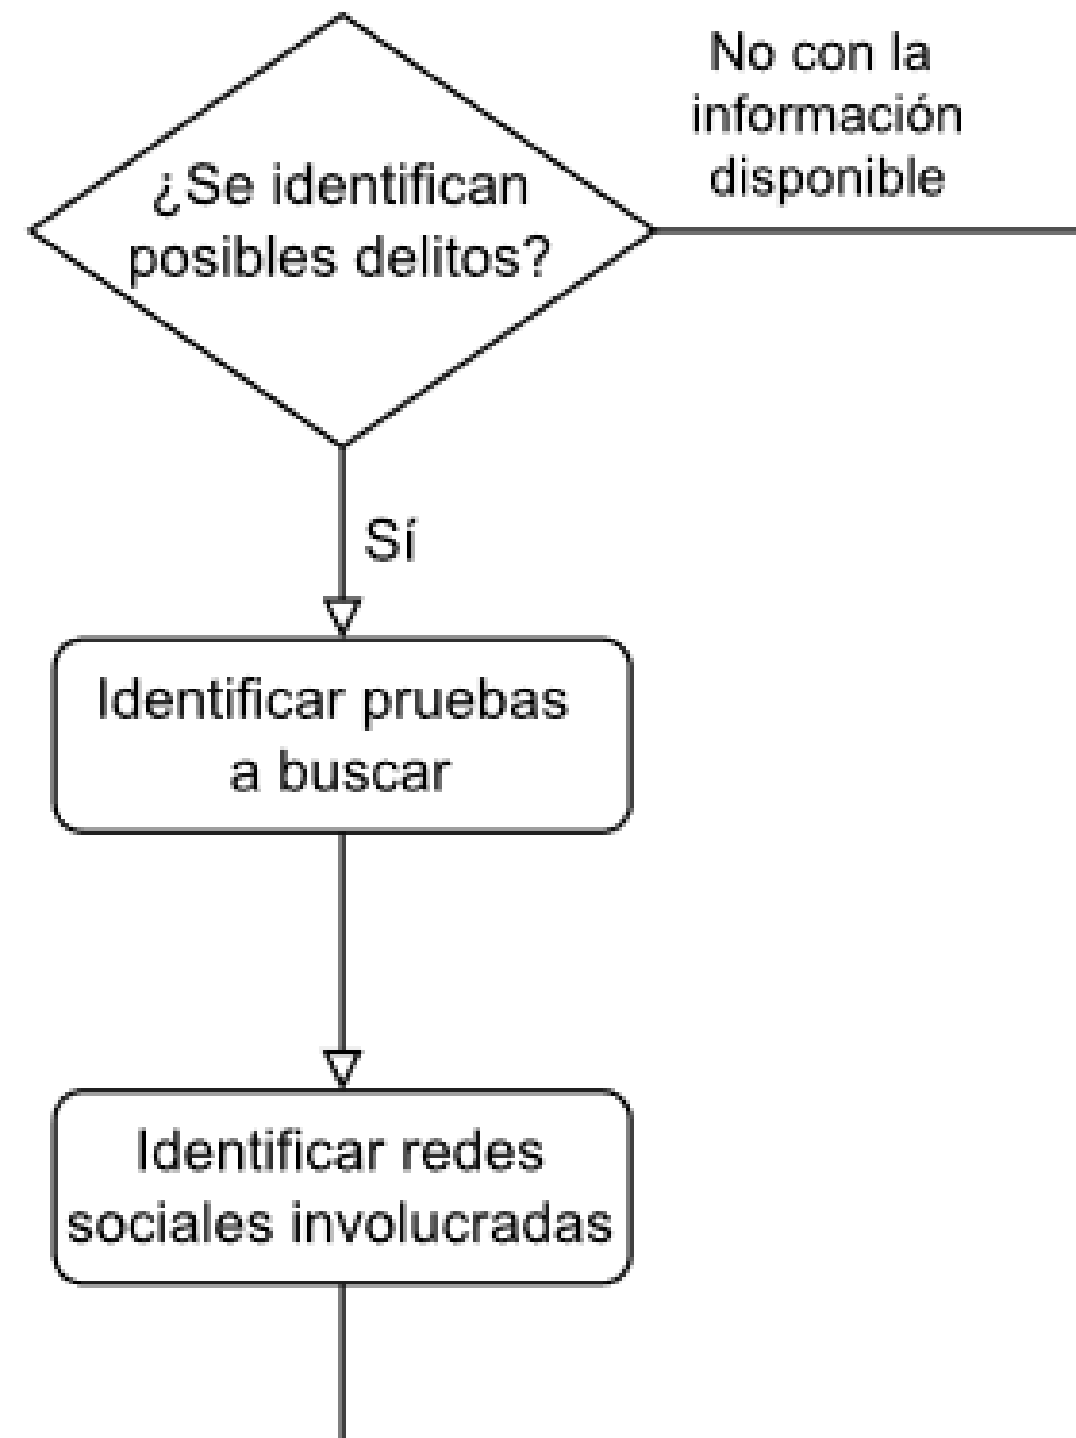 ¿Se identifican
posibles delitos?
No con la
información
disponible
Sí
Identificar pruebas
a buscar
Identificar redes
sociales involucradas